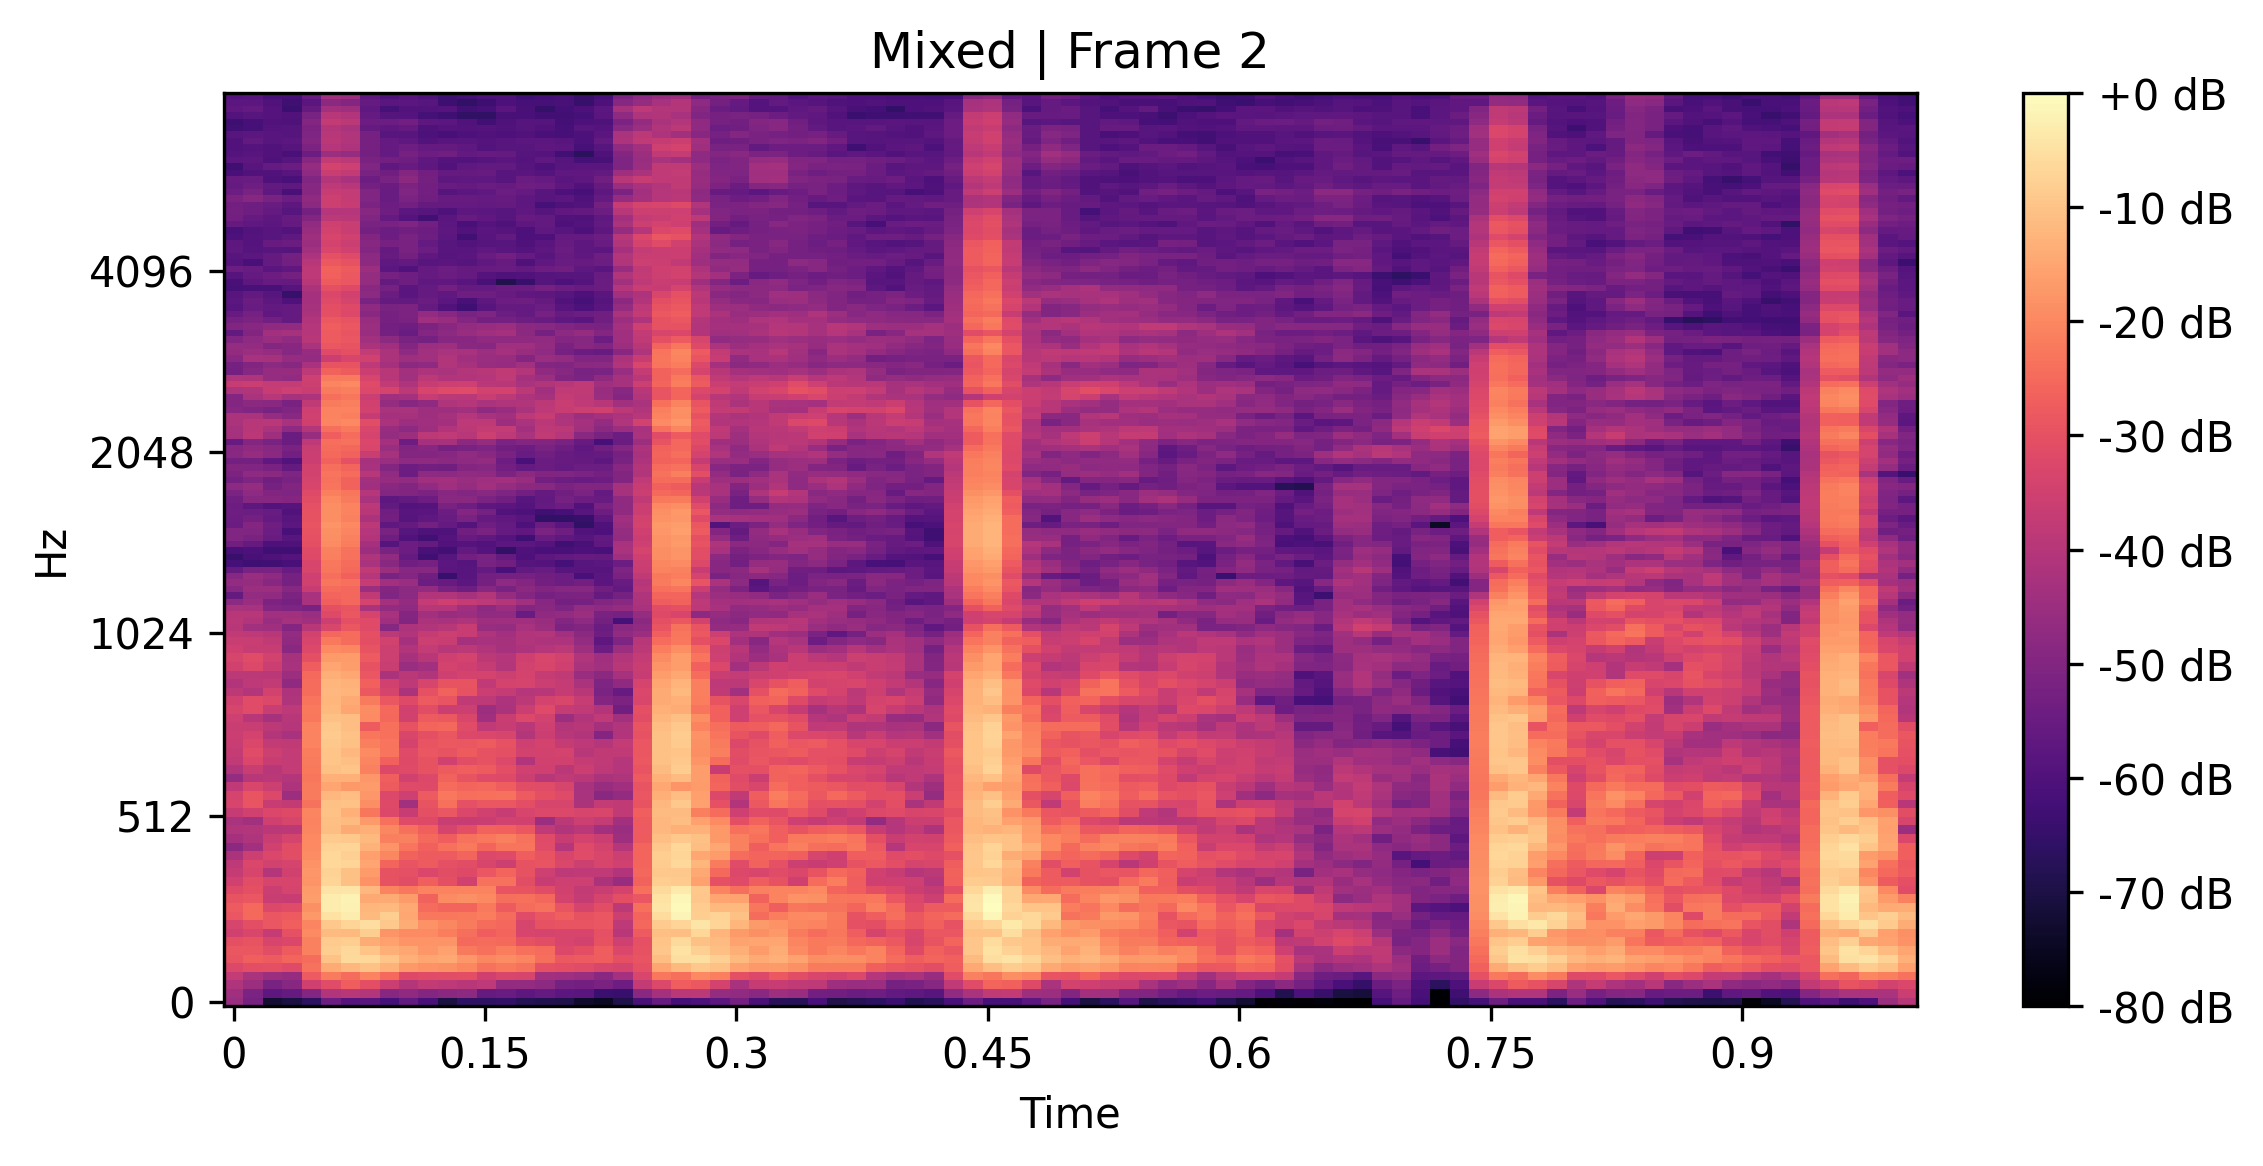 Mixed | Frame 2
+0 dB
-10 dB
-20 dB
-30 dB
-40 dB
-50 dB
-60 dB
-70 dB
-80 dB
4096
2048
1024
512
0
Hz
0 0.15 0.3 0.45 0.6 0.75 0.9
Time